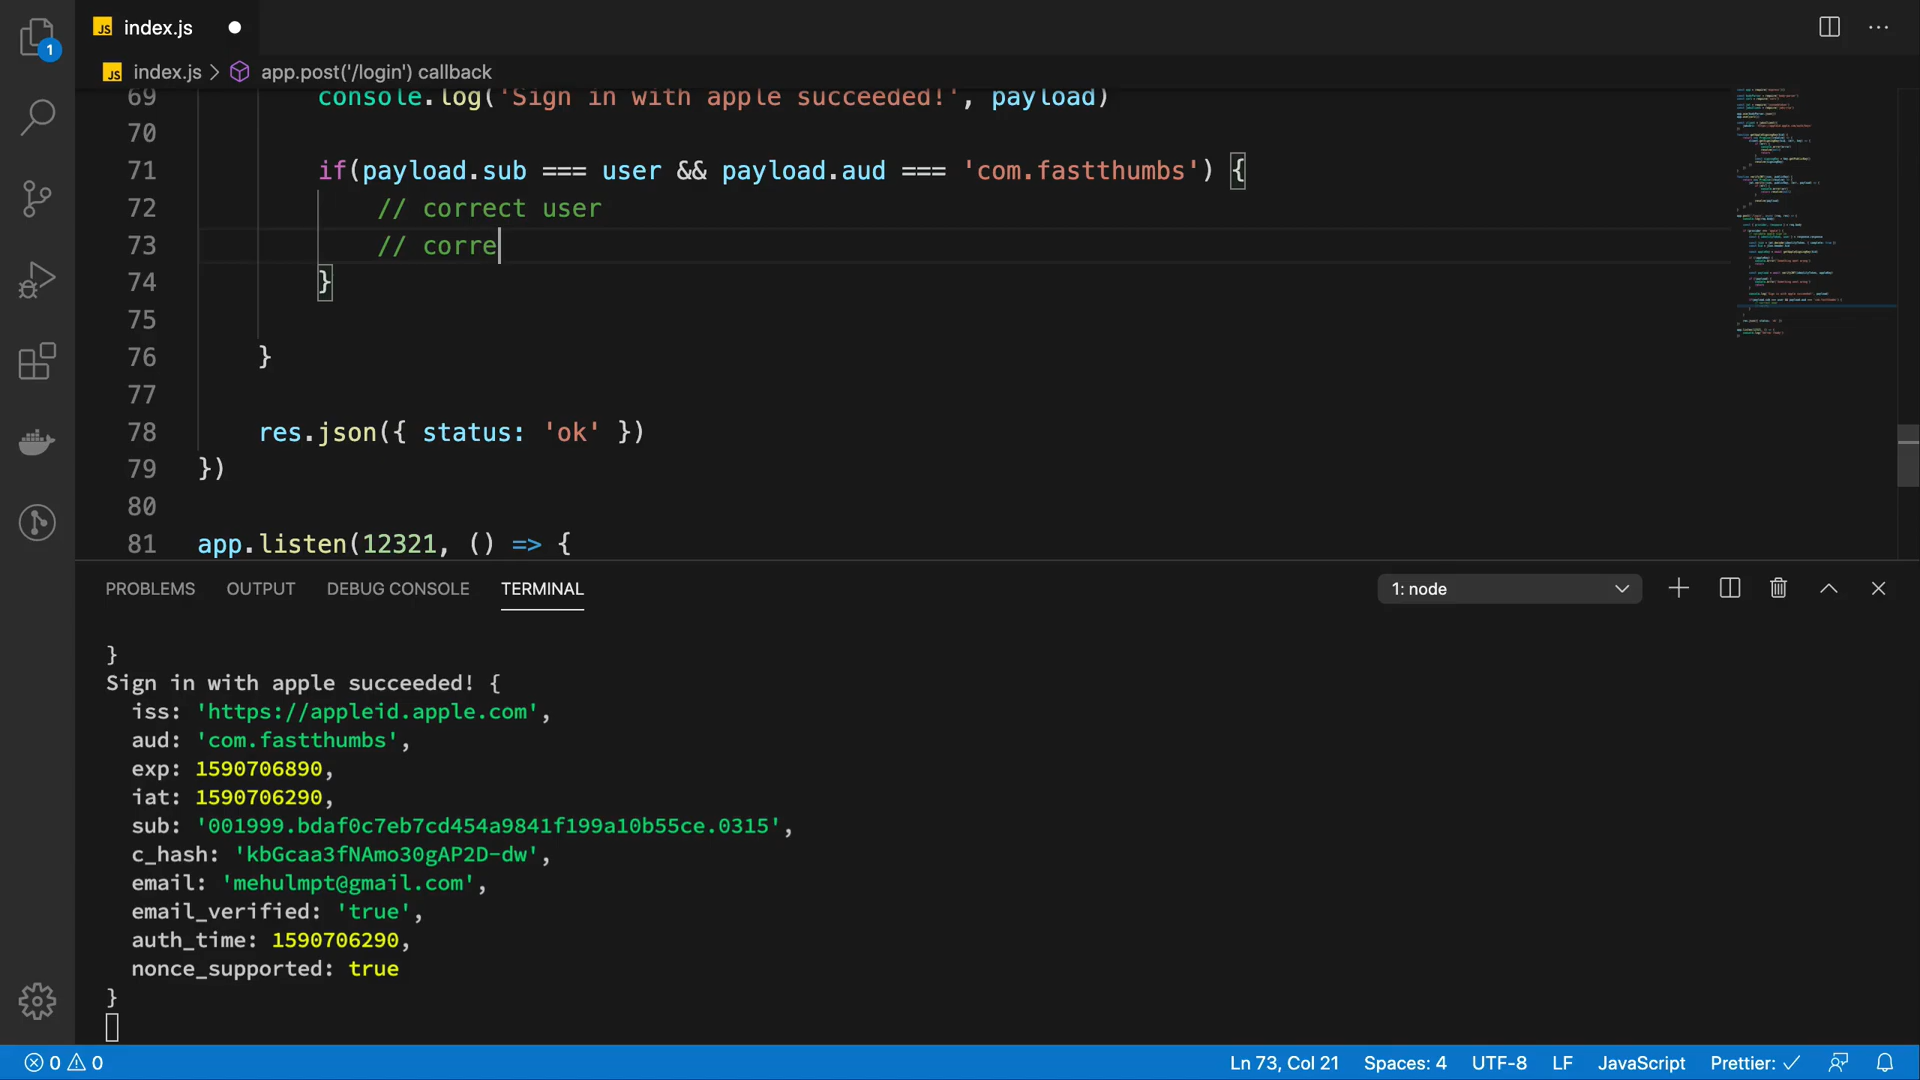 1
JS index.js
JS index.js > app.post('/login') callback
69 console.log('Sign in with apple succeeded!', payload)
70
71 if(payload.sub === user && payload.aud === 'com.fastthumbs') {
72 // correct user
73 // corre
74 }
75
76 }
77
78 res.json({ status: 'ok' })
79 })
80
81 app.listen(12321, () => {
PROBLEMS OUTPUT DEBUG CONSOLE TERMINAL 1: node
}
Sign in with apple succeeded! {
iss: 'https://appleid.apple.com',
aud: 'com.fastthumbs',
exp: 1590706890,
iat: 1590706290,
sub: '001999.bdaf0c7eb7cd454a9841f199a10b55ce.0315',
c_hash: 'kbGcaa3fNAmo30gAP2D-dw',
email: 'mehulmpt@gmail.com',
email_verified: 'true',
auth_time: 1590706290,
nonce_supported: true
}
0 0 Ln 73, Col 21 Spaces: 4 UTF-8 LF JavaScript Prettier: ✓